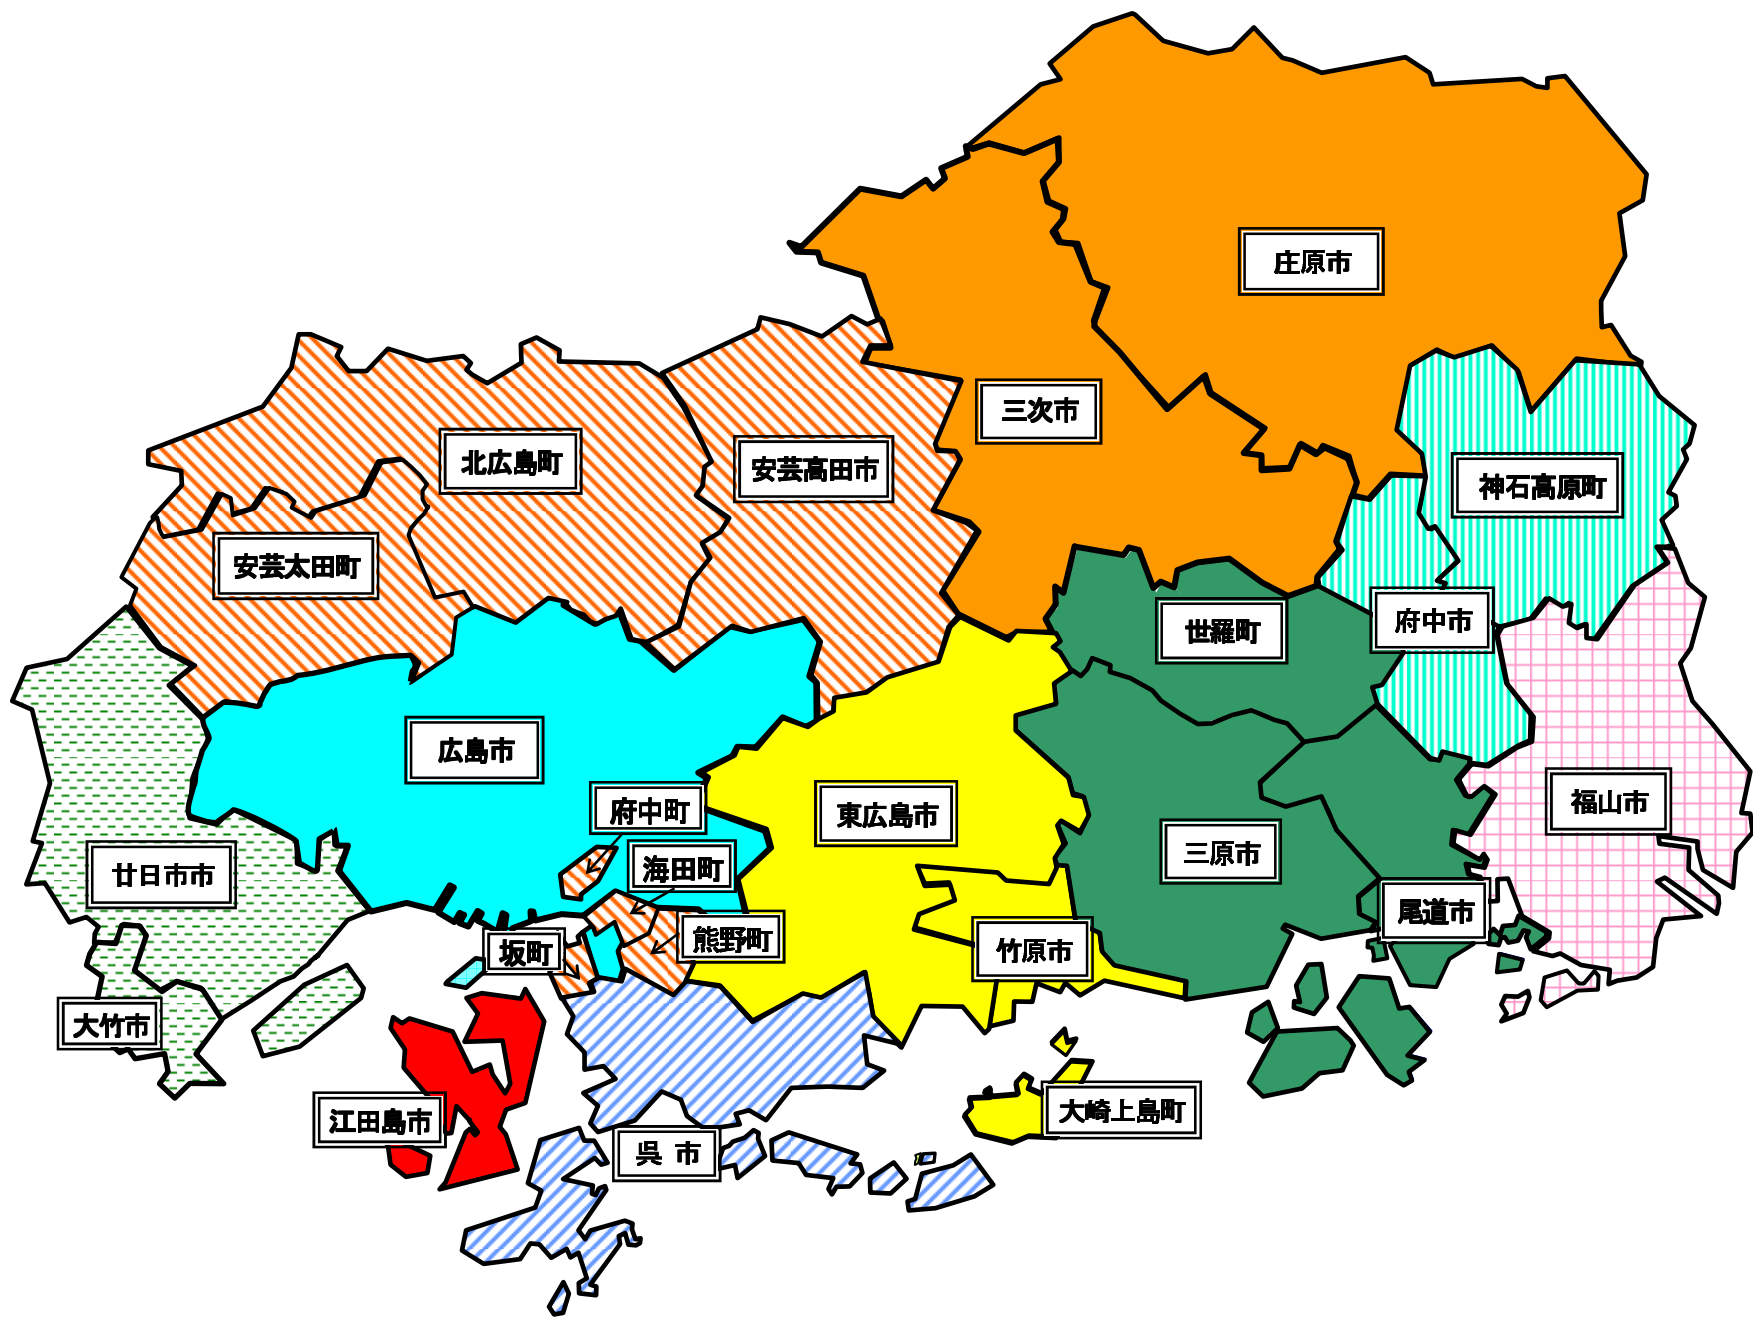 庄原市
三次市
北広島町
安芸高田市
神石高原町
安芸太田町
府中市
世羅町
広島市
府中町
東広島市
福山市
海田町
三原市
廿日市市
尾道市
熊野町
竹原市
坂町
大竹市
大崎上島町
江田島市
呉 市